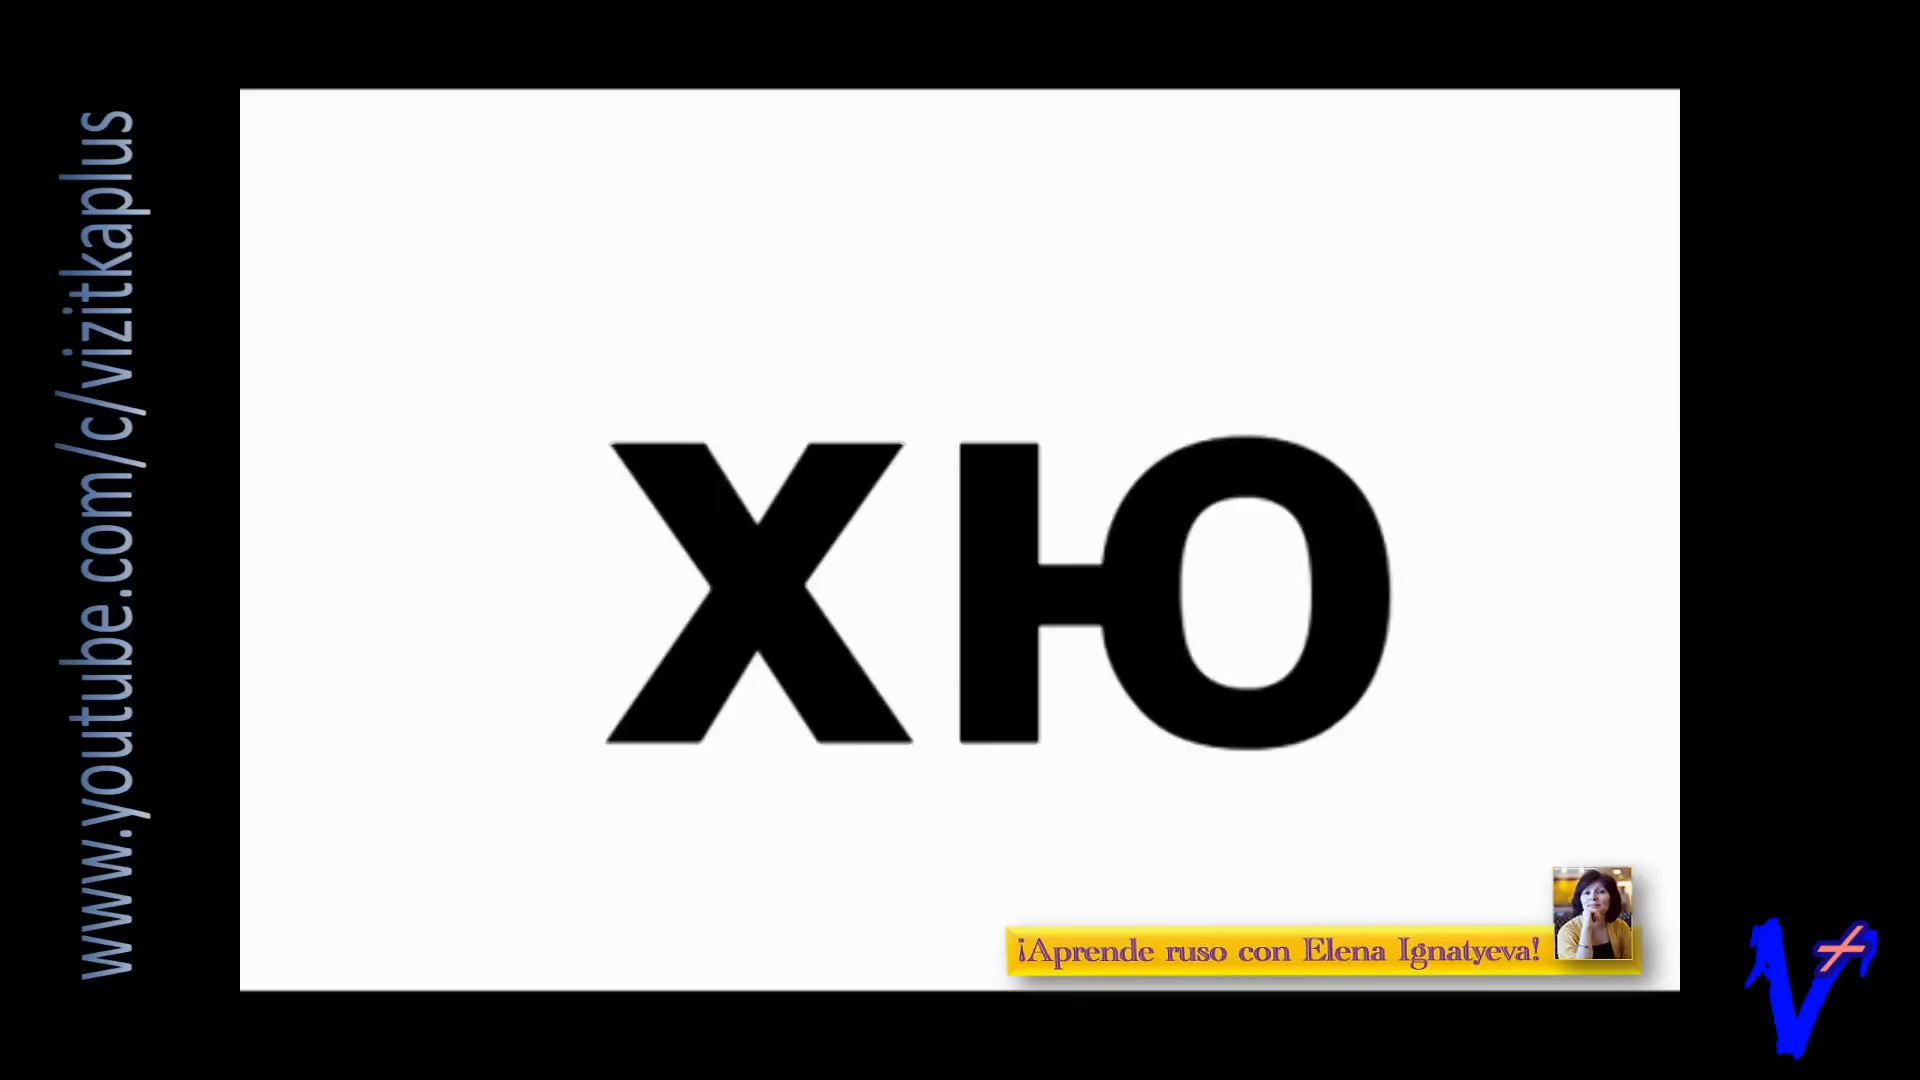 www.youtube.com/c/vizitkaplus
ХЮ
¡Aprende ruso con Elena Ignatyeva!
V+